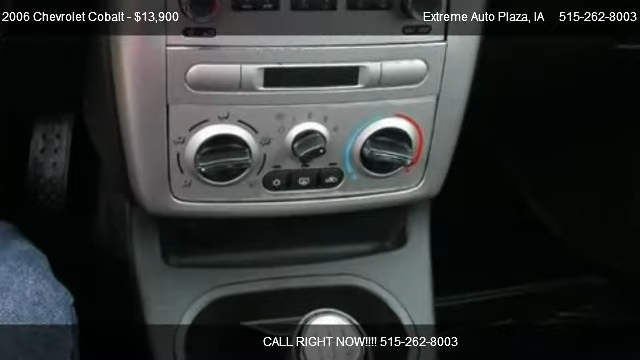 2006 Chevrolet Cobalt - $13,900
Extreme Auto Plaza, IA 515-262-8003
CALL RIGHT NOW!!!! 515-262-8003